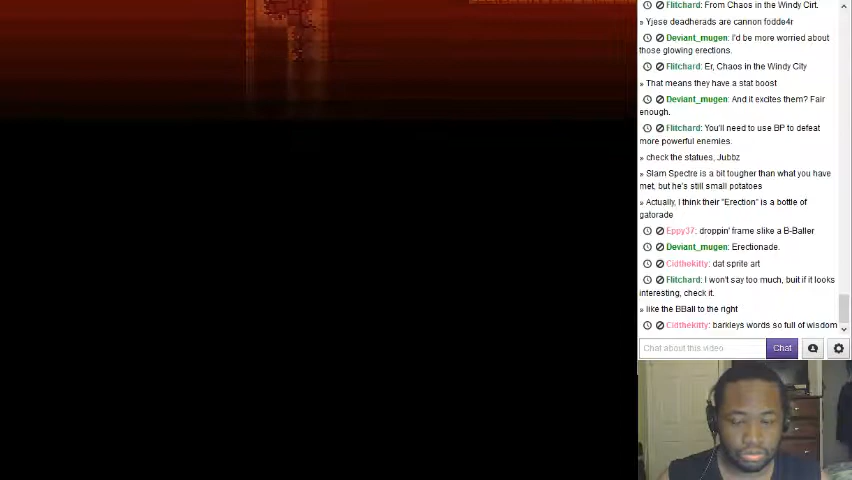 Flitchard: From Chaos in the Windy Cirt.
» Yjese deadherads are cannon fodde4r
Deviant_mugen: I'd be more worried about
those glowing erections.
Flitchard: Er, Chaos in the Windy City
» That means they have a stat boost
Deviant_mugen: And it excites them? Fair
enough.
Flitchard: You'll need to use BP to defeat
more powerful enemies.
» check the statues, Jubbz
» Slam Spectre is a bit tougher than what you have
met, but he's still small potatoes
» Actually, I think their "Erection" is a bottle of
gatorade
Eppy37: droppin' frame slike a B-Baller
Deviant_mugen: Erectionade.
Cidthekitty: dat sprite art
Flitchard: I won't say too much, buit if it looks
interesting, check it.
» like the BBall to the right
Cidthekitty: barkleys words so full of wisdom
Chat about this video
Chat